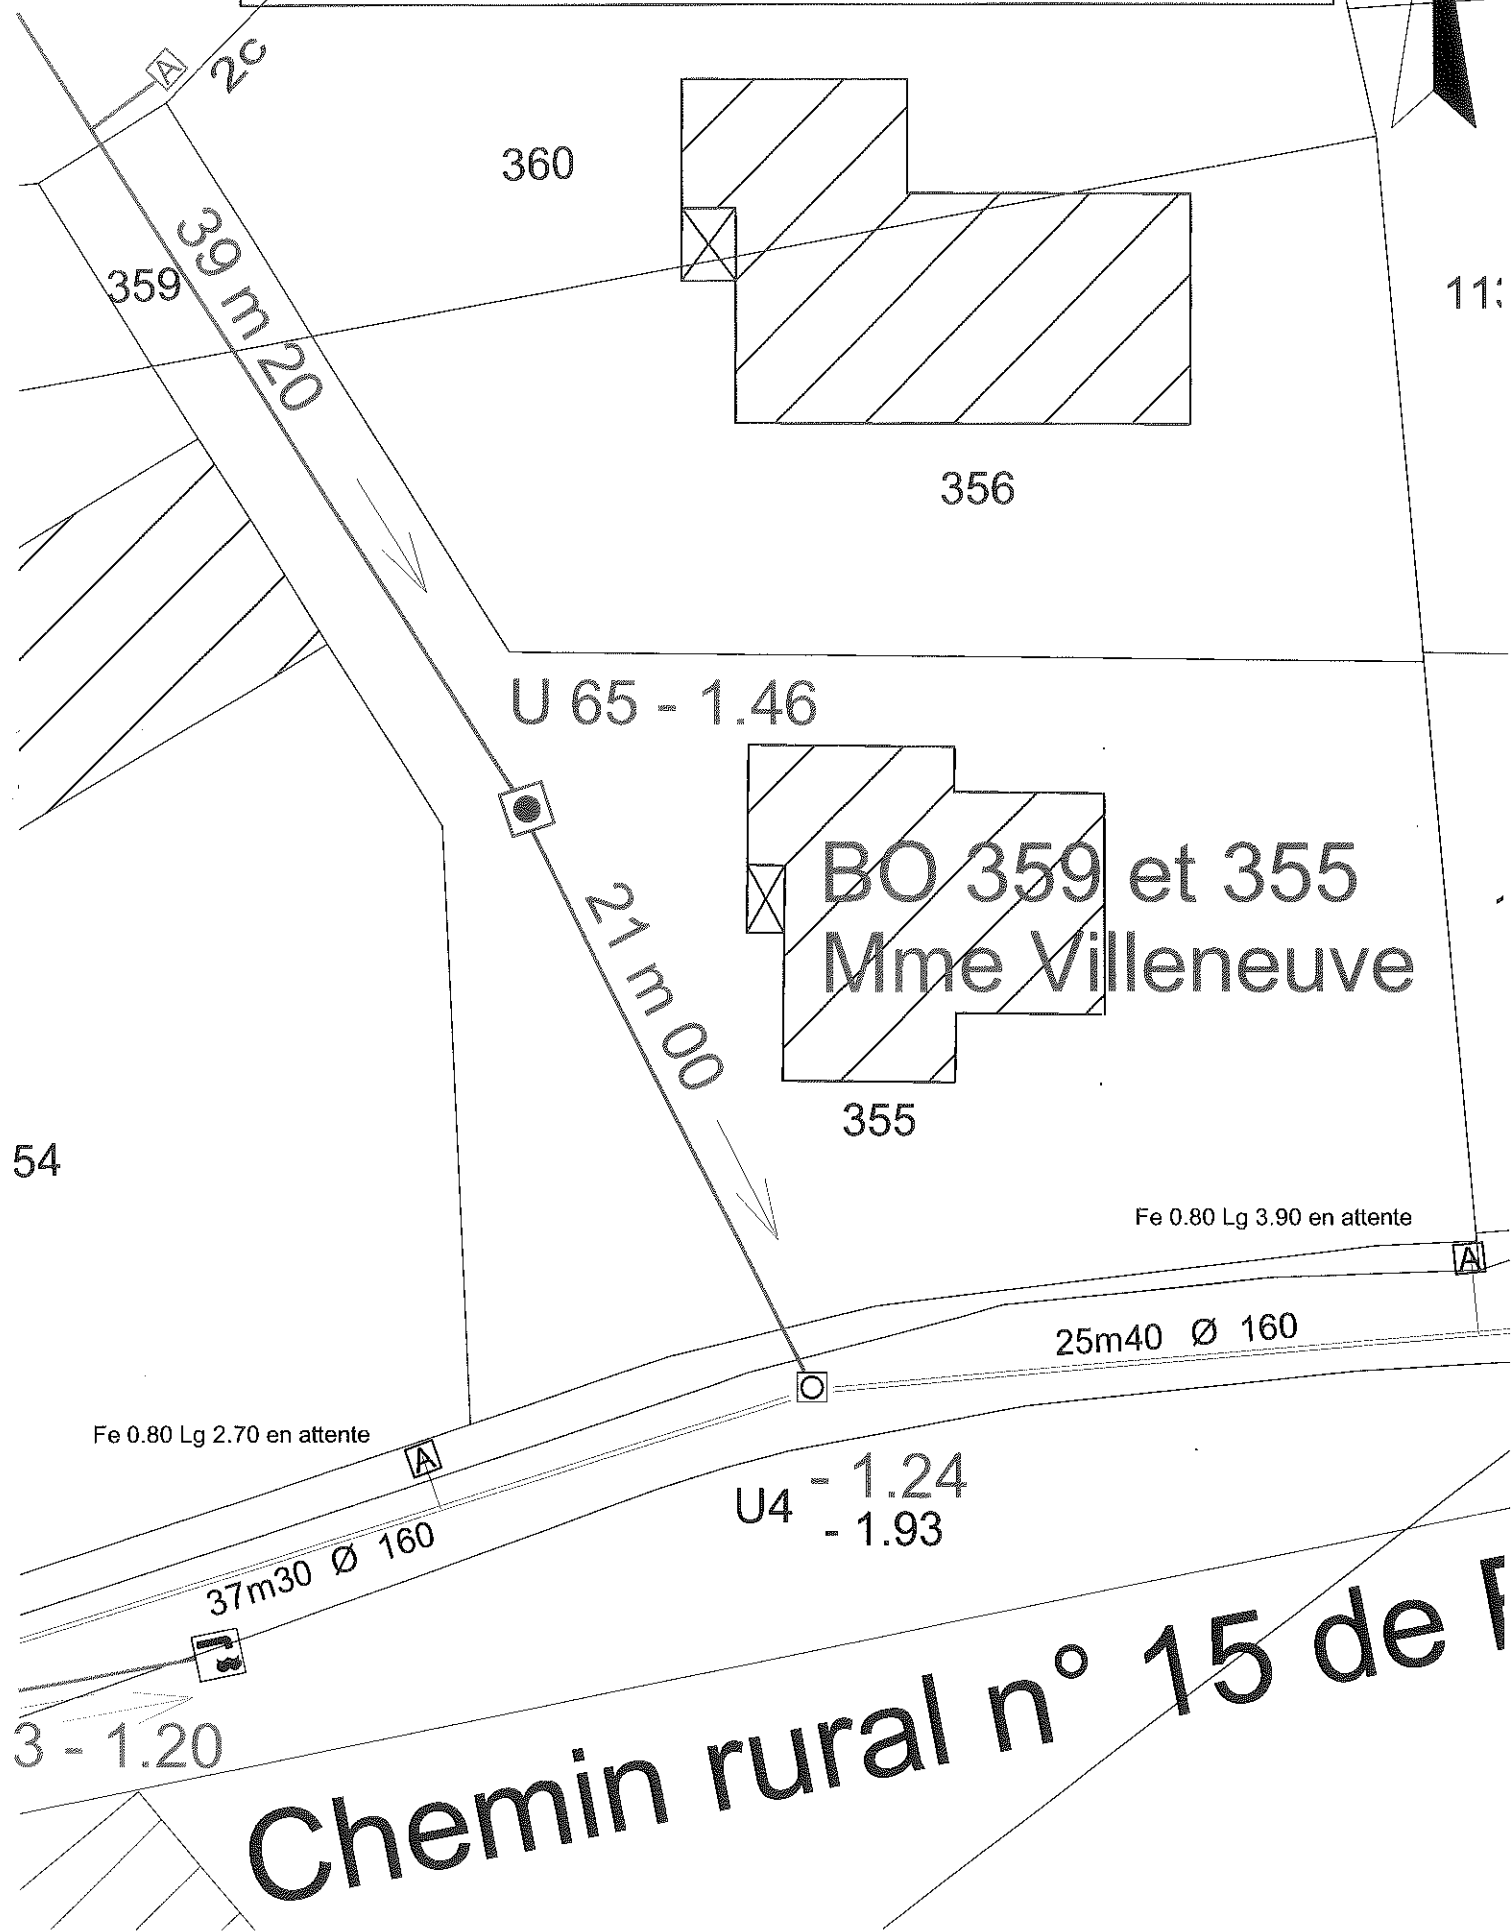 A
2c
360
359
39 m 20
356
U 65 - 1.46
BO 359 et 355
Mme Villeneuve
21 m 00
355
54
Fe 0.80 Lg 3.90 en attente
A
25m40 Ø 160
O
Fe 0.80 Lg 2.70 en attente
A
U4 - 1.24
- 1.93
37m30 Ø 160
3 - 1.20
Chemin rural n° 15 de